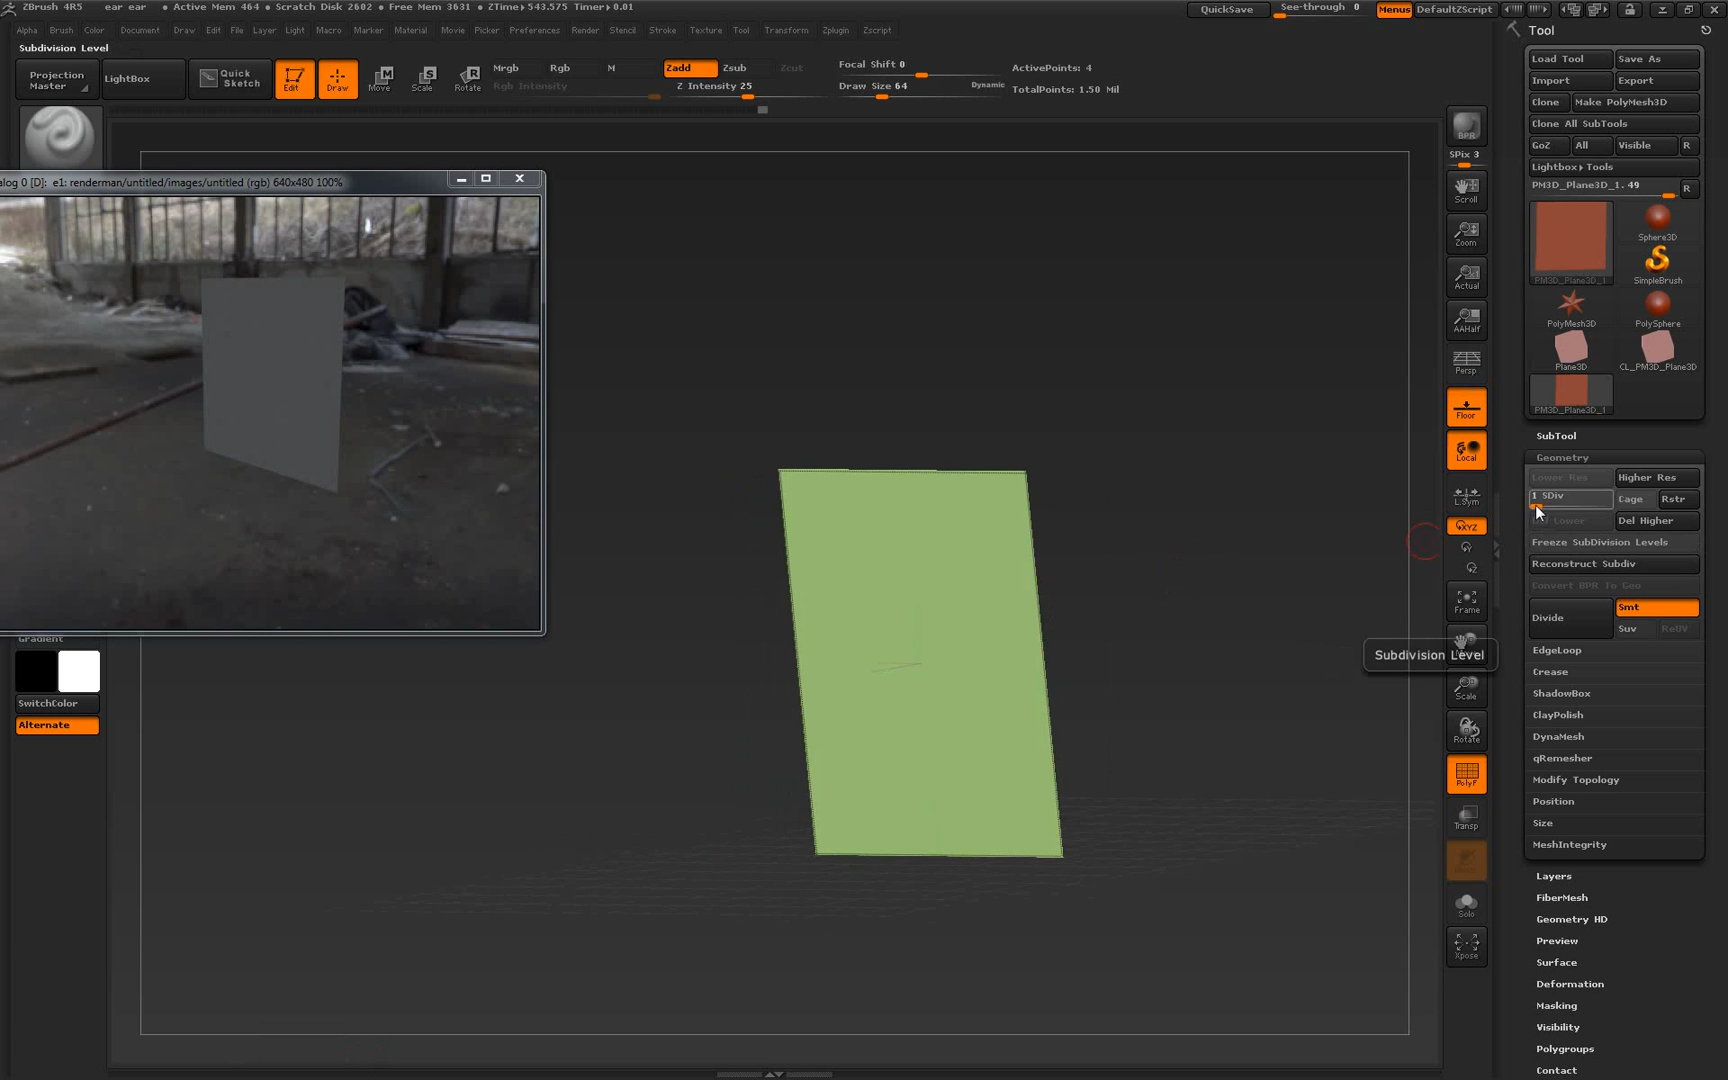 ZBrush 4R5 ear ear • Active Mem 464 • Scratch Disk 2602 • Free Mem 3631 • ZTime▸543.575 Timer▸0.01
QuickSave
See-through 0
Menus
DefaultZScript
Alpha Brush Color Document Draw Edit File Layer Light Macro Marker Material Movie Picker Preferences Render Stencil Stroke Texture Tool Transform Zplugin Zscript
Subdivision Level
Projection
Master
LightBox
Quick
Sketch
Edit
Draw
Move
Scale
Rotate
Mrgb Rgb M
Rgb Intensity
Zadd Zsub Zcut
Z Intensity 25
Focal Shift 0
Draw Size 64
Dynamic
ActivePoints: 4
TotalPoints: 1.50 Mil
alog 0 [D]: e1: renderman/untitled/images/untitled (rgb) 640x480 100%
Gradient
SwitchColor
Alternate
BPR
SPix 3
Scroll
Zoom
Actual
AAHalf
Persp
Floor
Local
L.Sym
XYZ
Frame
Subdivision Level
Scale
Rotate
PolyF
Transp
Solo
Xpose
Tool
Load Tool Save As
Import Export
Clone Make PolyMesh3D
Clone All SubTools
GoZ All Visible R
Lightbox▸Tools
PM3D_Plane3D_1. 49 R
PM3D_Plane3D_1
Sphere3D
SimpleBrush
PolyMesh3D
PolySphere
Plane3D
CL_PM3D_Plane3D
PM3D_Plane3D_1
SubTool
Geometry
Lower Res Higher Res
1 SDiv Cage Rstr
Lower Del Higher
Freeze SubDivision Levels
Reconstruct Subdiv
Convert BPR To Geo
Divide Smt
Suv ReUV
EdgeLoop
Crease
ShadowBox
ClayPolish
DynaMesh
qRemesher
Modify Topology
Position
Size
MeshIntegrity
Layers
FiberMesh
Geometry HD
Preview
Surface
Deformation
Masking
Visibility
Polygroups
Contact